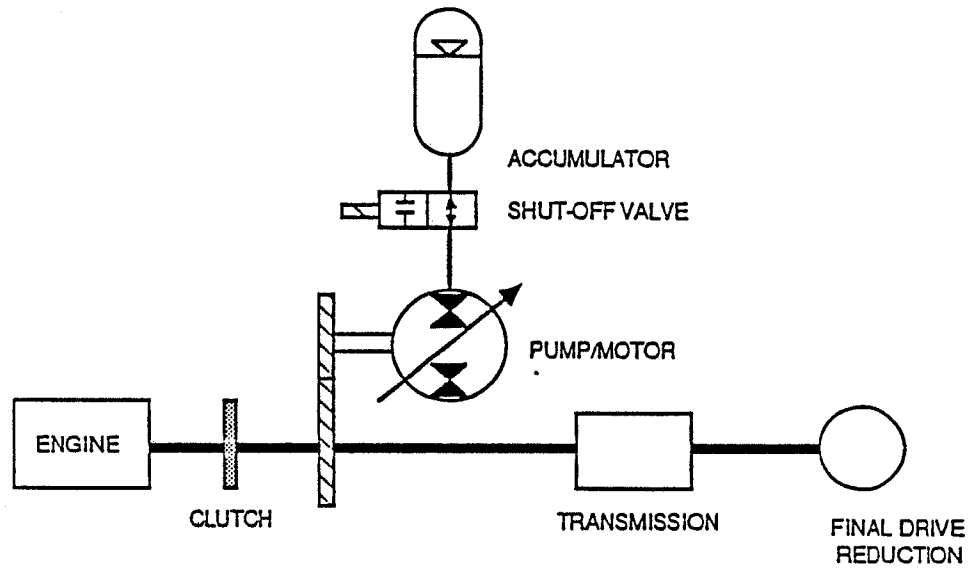 ACCUMULATOR
SHUT-OFF VALVE
PUMP/MOTOR
ENGINE
CLUTCH
TRANSMISSION
FINAL DRIVE
REDUCTION